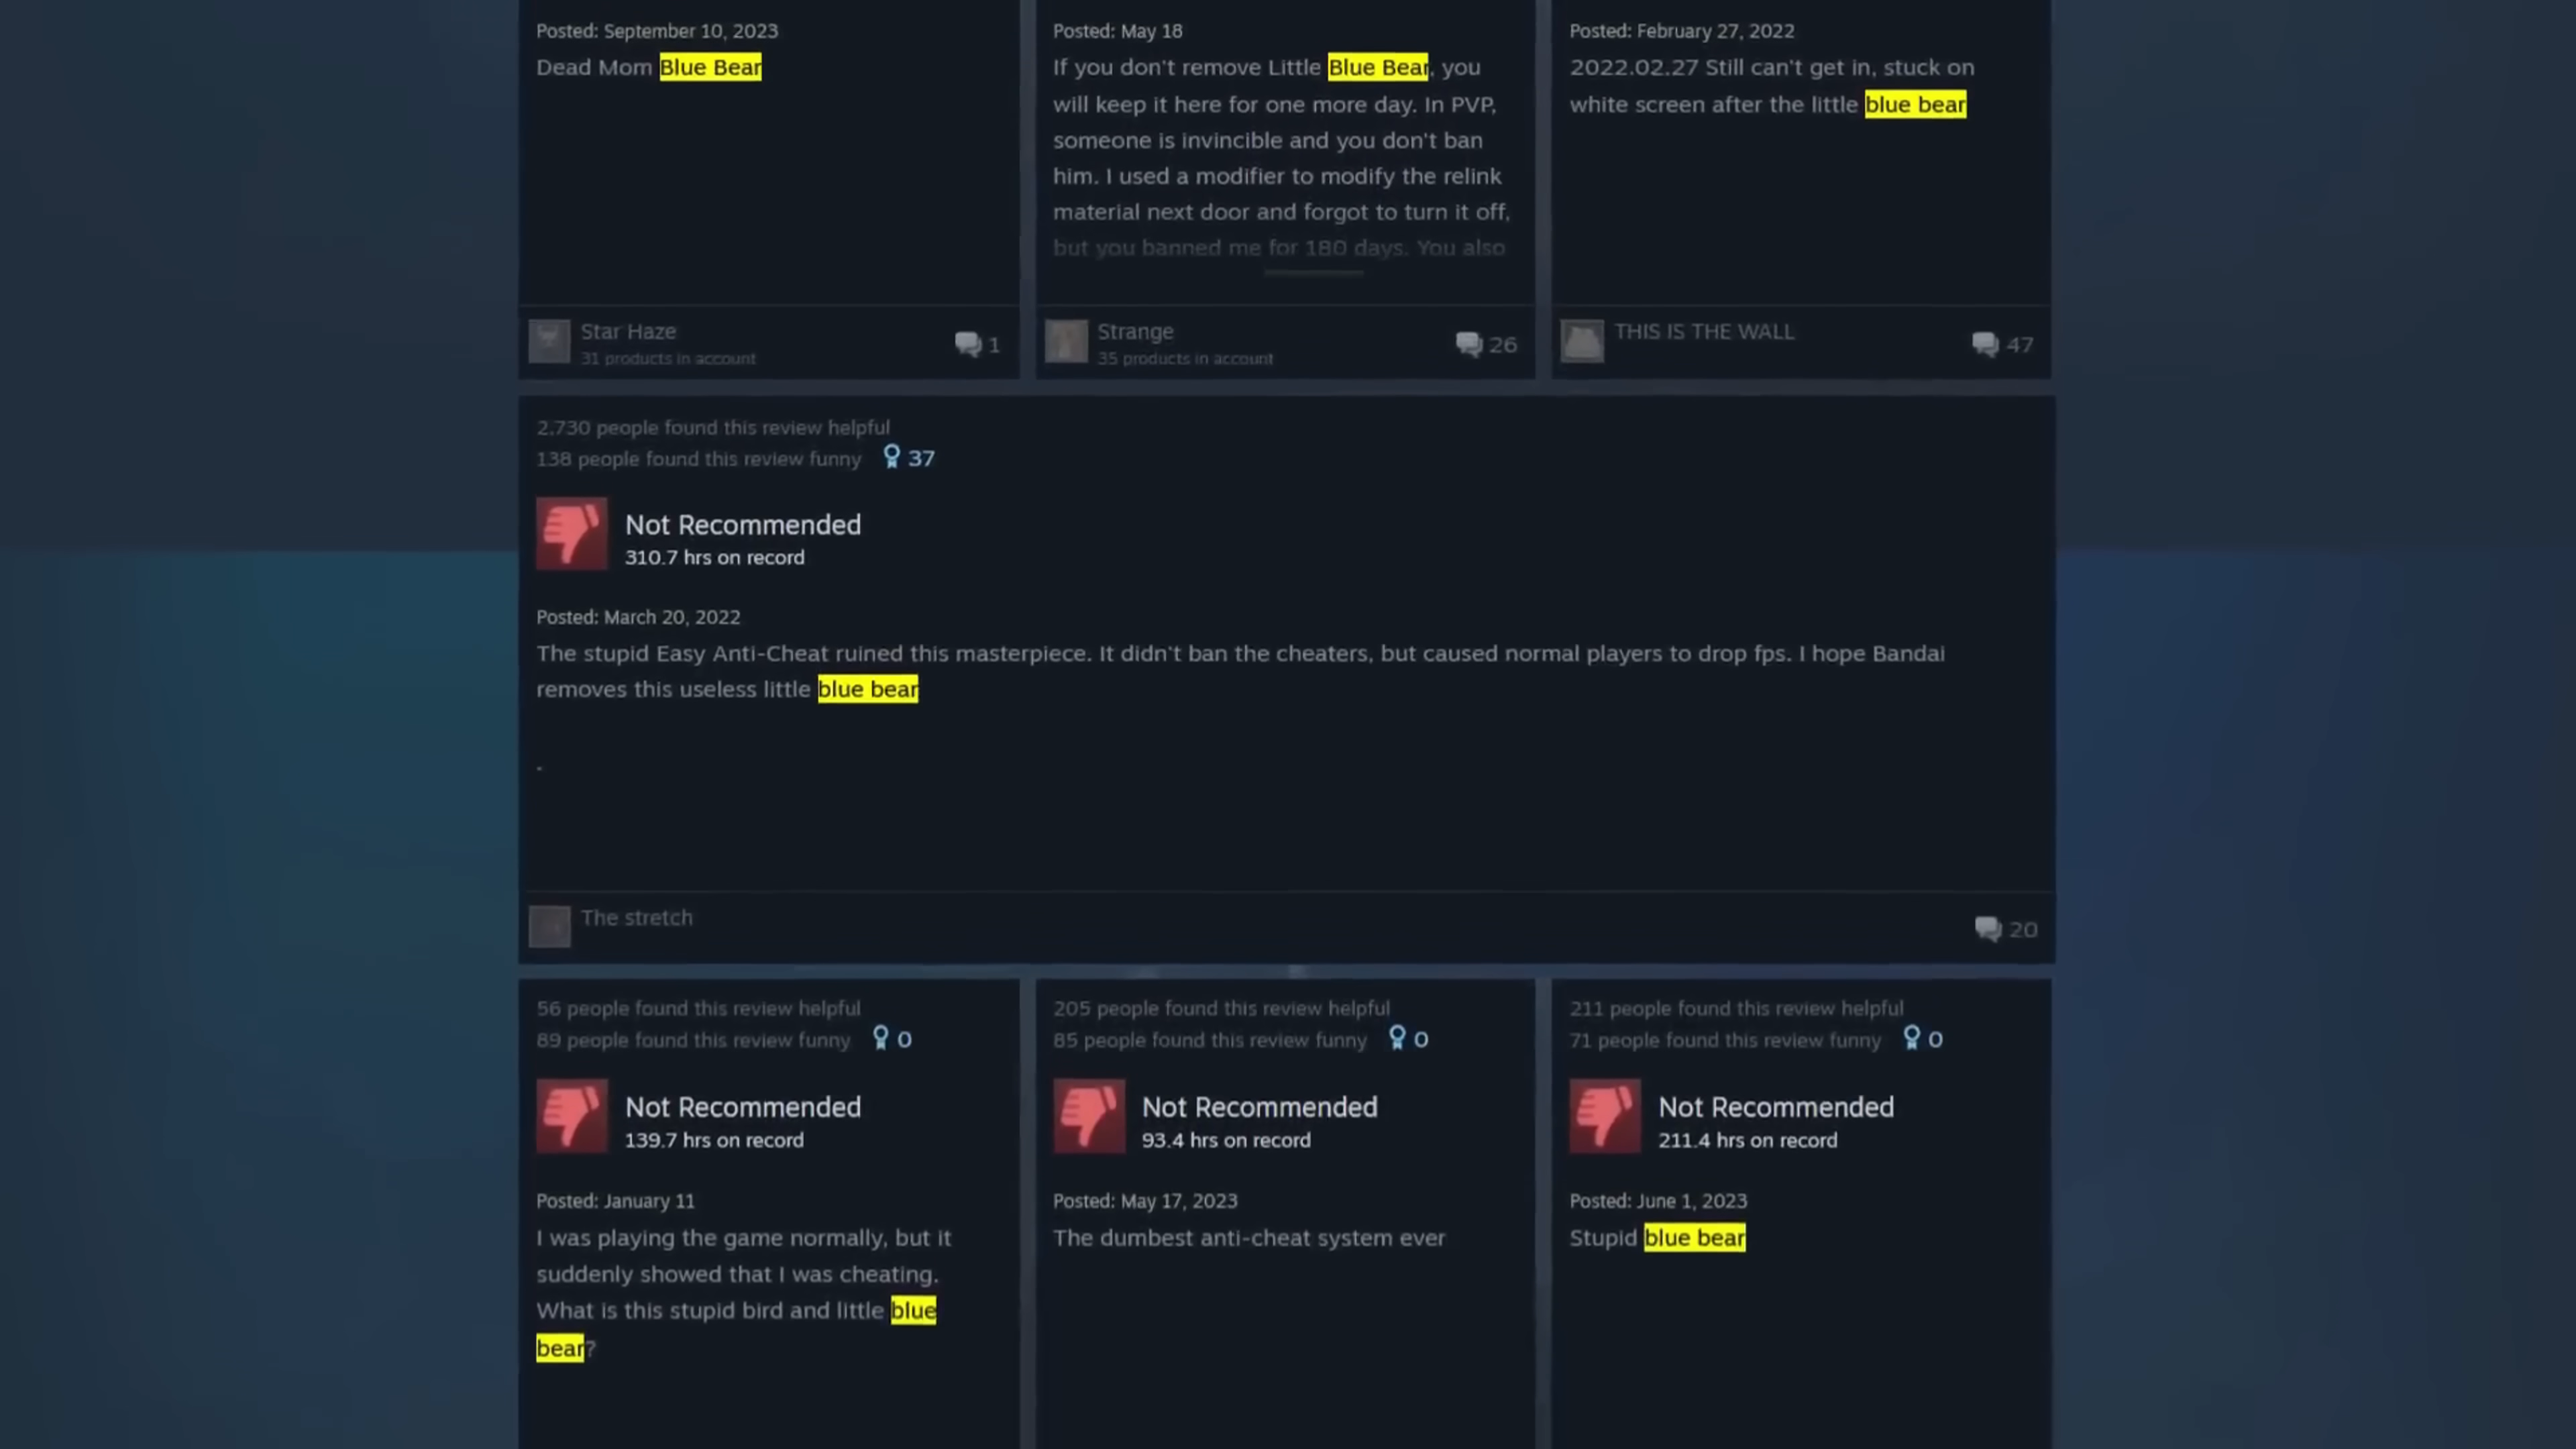 Posted: September 10, 2023
Dead Mom Blue Bear
Star Haze
31 products in account
1
Posted: May 18
If you don't remove Little Blue Bear, you
will keep it here for one more day. In PVP,
someone is invincible and you don't ban
him. I used a modifier to modify the relink
material next door and forgot to turn it off,
but you banned me for 180 days. You also
Strange
35 products in account
26
Posted: February 27, 2022
2022.02.27 Still can't get in, stuck on
white screen after the little blue bear
THIS IS THE WALL
47
2,730 people found this review helpful
138 people found this review funny 37
Not Recommended
310.7 hrs on record
Posted: March 20, 2022
The stupid Easy Anti-Cheat ruined this masterpiece. It didn't ban the cheaters, but caused normal players to drop fps. I hope Bandai
removes this useless little blue bear
.
The stretch
20
56 people found this review helpful
89 people found this review funny 0
Not Recommended
139.7 hrs on record
Posted: January 11
I was playing the game normally, but it
suddenly showed that I was cheating.
What is this stupid bird and little blue
bear?
205 people found this review helpful
85 people found this review funny 0
Not Recommended
93.4 hrs on record
Posted: May 17, 2023
The dumbest anti-cheat system ever
211 people found this review helpful
71 people found this review funny 0
Not Recommended
211.4 hrs on record
Posted: June 1, 2023
Stupid blue bear